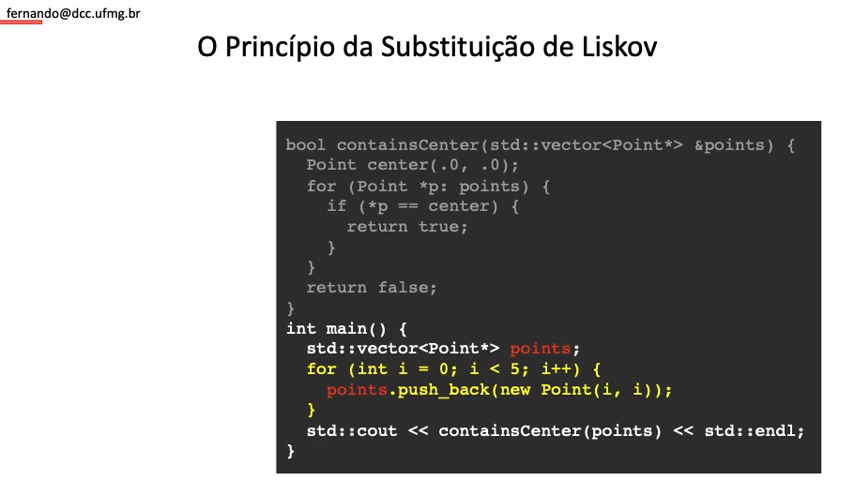 fernando@dcc.ufmg.br
O Princípio da Substituição de Liskov
bool containsCenter(std::vector<Point*> &points) {
  Point center(.0, .0);
  for (Point *p: points) {
    if (*p == center) {
      return true;
    }
  }
  return false;
}
int main() {
  std::vector<Point*> points;
  for (int i = 0; i < 5; i++) {
    points.push_back(new Point(i, i));
  }
  std::cout << containsCenter(points) << std::endl;
}